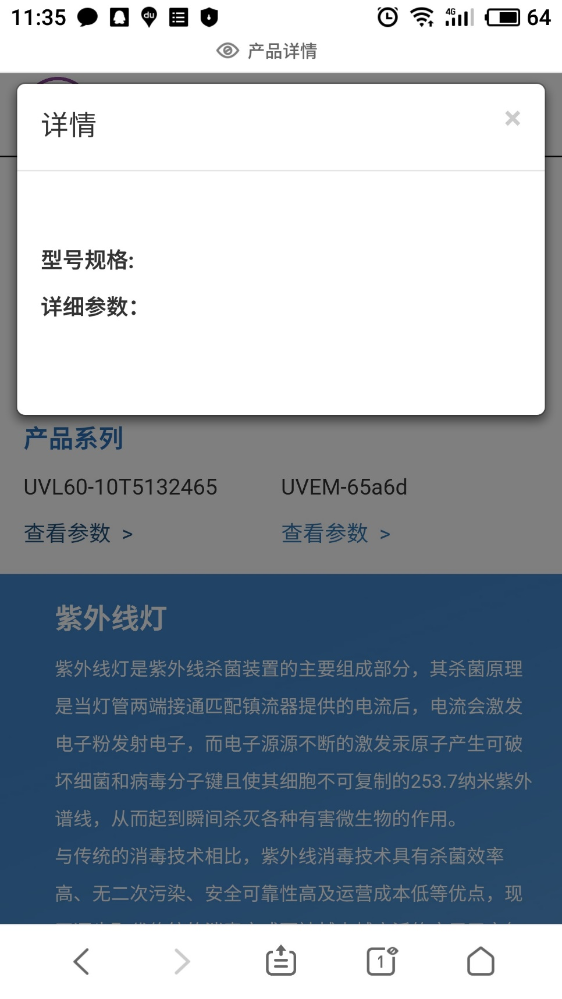 11:35
du
4G
64
产品详情
详情
×
型号规格:
详细参数：
产品系列
UVL60-10T5132465
UVEM-65a6d
查看参数 >
查看参数 >
紫外线灯
紫外线灯是紫外线杀菌装置的主要组成部分，其杀菌原理
是当灯管两端接通匹配镇流器提供的电流后，电流会激发
电子粉发射电子，而电子源源不断的激发汞原子产生可破
坏细菌和病毒分子键且使其细胞不可复制的253.7纳米紫外
谱线，从而起到瞬间杀灭各种有害微生物的作用。
与传统的消毒技术相比，紫外线消毒技术具有杀菌效率
高、无二次污染、安全可靠性高及运营成本低等优点，现
1